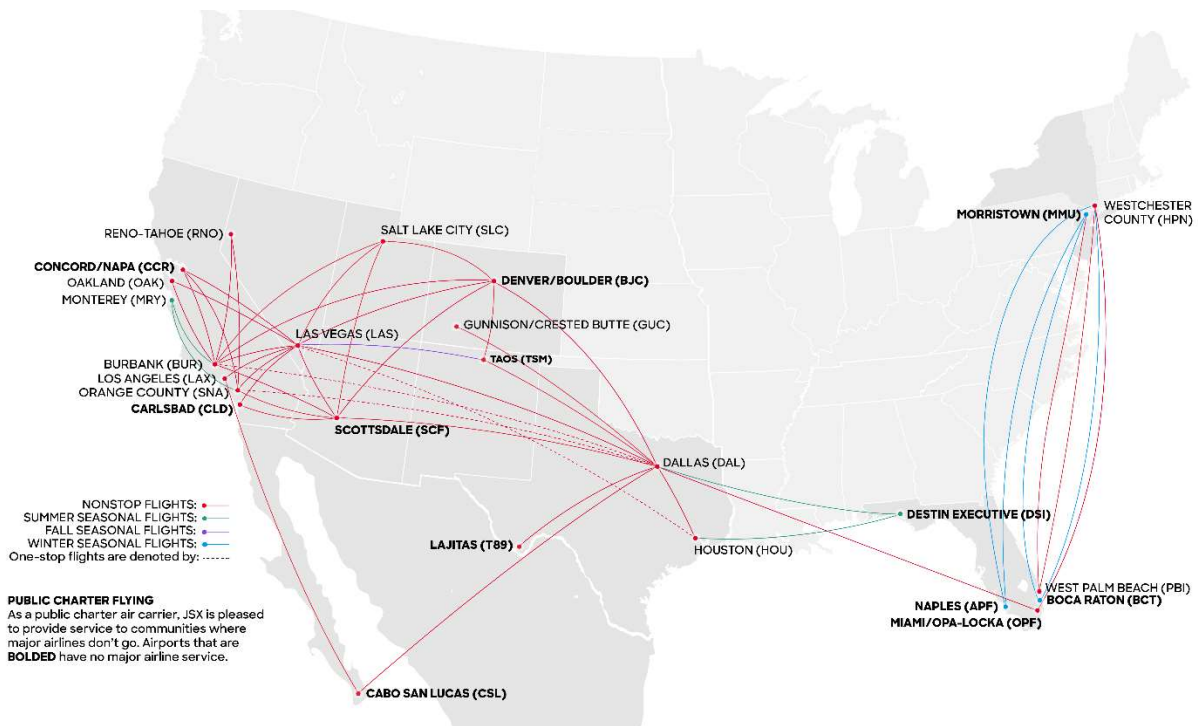 MORRISTOWN (MMU)
WESTCHESTER
COUNTY (HPN)
RENO-TAHOE (RNO)
SALT LAKE CITY (SLC)
CONCORD/NAPA (CCR)
OAKLAND (OAK)
MONTEREY (MRY)
DENVER/BOULDER (BJC)
GUNNISON/CRESTED BUTTE (GUC)
LAS VEGAS (LAS)
TAOS (TSM)
BURBANK (BUR)
LOS ANGELES (LAX)
ORANGE COUNTY (SNA)
CARLSBAD (CLD)
SCOTTSDALE (SCF)
DALLAS (DAL)
DESTIN EXECUTIVE (DSI)
LAJITAS (T89)
HOUSTON (HOU)
WEST PALM BEACH (PBI)
BOCA RATON (BCT)
NAPLES (APF)
MIAMI/OPA-LOCKA (OPF)
CABO SAN LUCAS (CSL)
NONSTOP FLIGHTS:
SUMMER SEASONAL FLIGHTS:
FALL SEASONAL FLIGHTS:
WINTER SEASONAL FLIGHTS:
One-stop flights are denoted by:
PUBLIC CHARTER FLYING
As a public charter air carrier, JSX is pleased
to provide service to communities where
major airlines don't go. Airports that are
BOLDED have no major airline service.